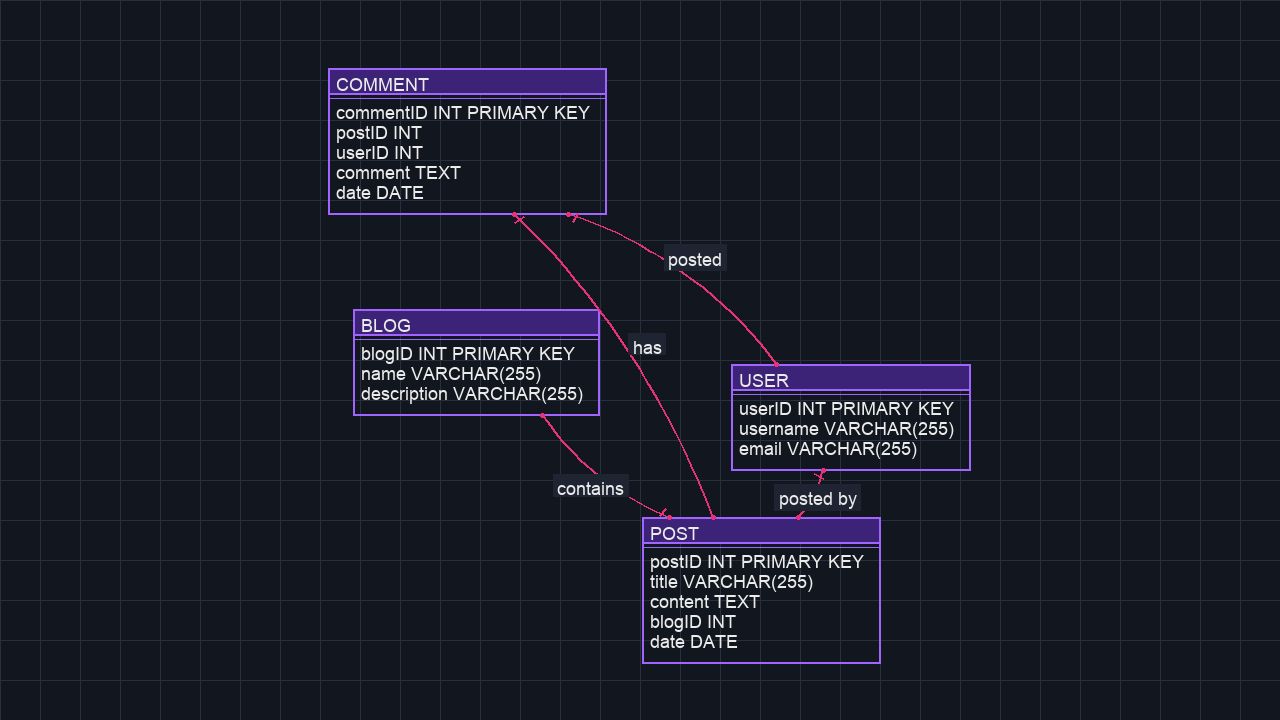 COMMENT
commentID INT PRIMARY KEY
postID INT
userID INT
comment TEXT
date DATE
posted
BLOG
blogID INT PRIMARY KEY
name VARCHAR(255)
description VARCHAR(255)
has
USER
userID INT PRIMARY KEY
username VARCHAR(255)
email VARCHAR(255)
contains
posted by
POST
postID INT PRIMARY KEY
title VARCHAR(255)
content TEXT
blogID INT
date DATE